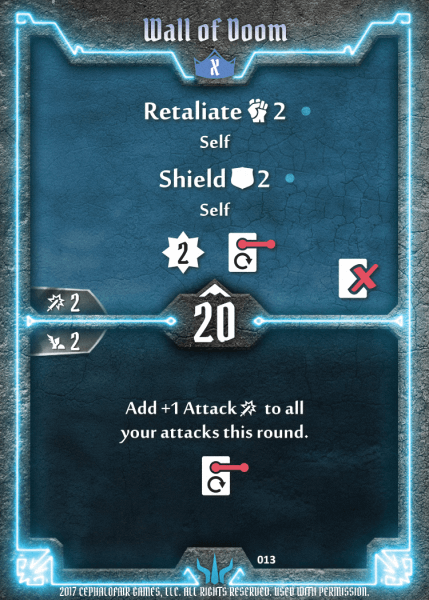 Wall of Doom
X
Retaliate 2
Self
Shield 2
Self
2
2
20
2
Add +1 Attack to all
your attacks this round.
013
2017 CEPHALOFAIR GAMES, LLC. ALL RIGHTS RESERVED. USED WITH PERMISSION.